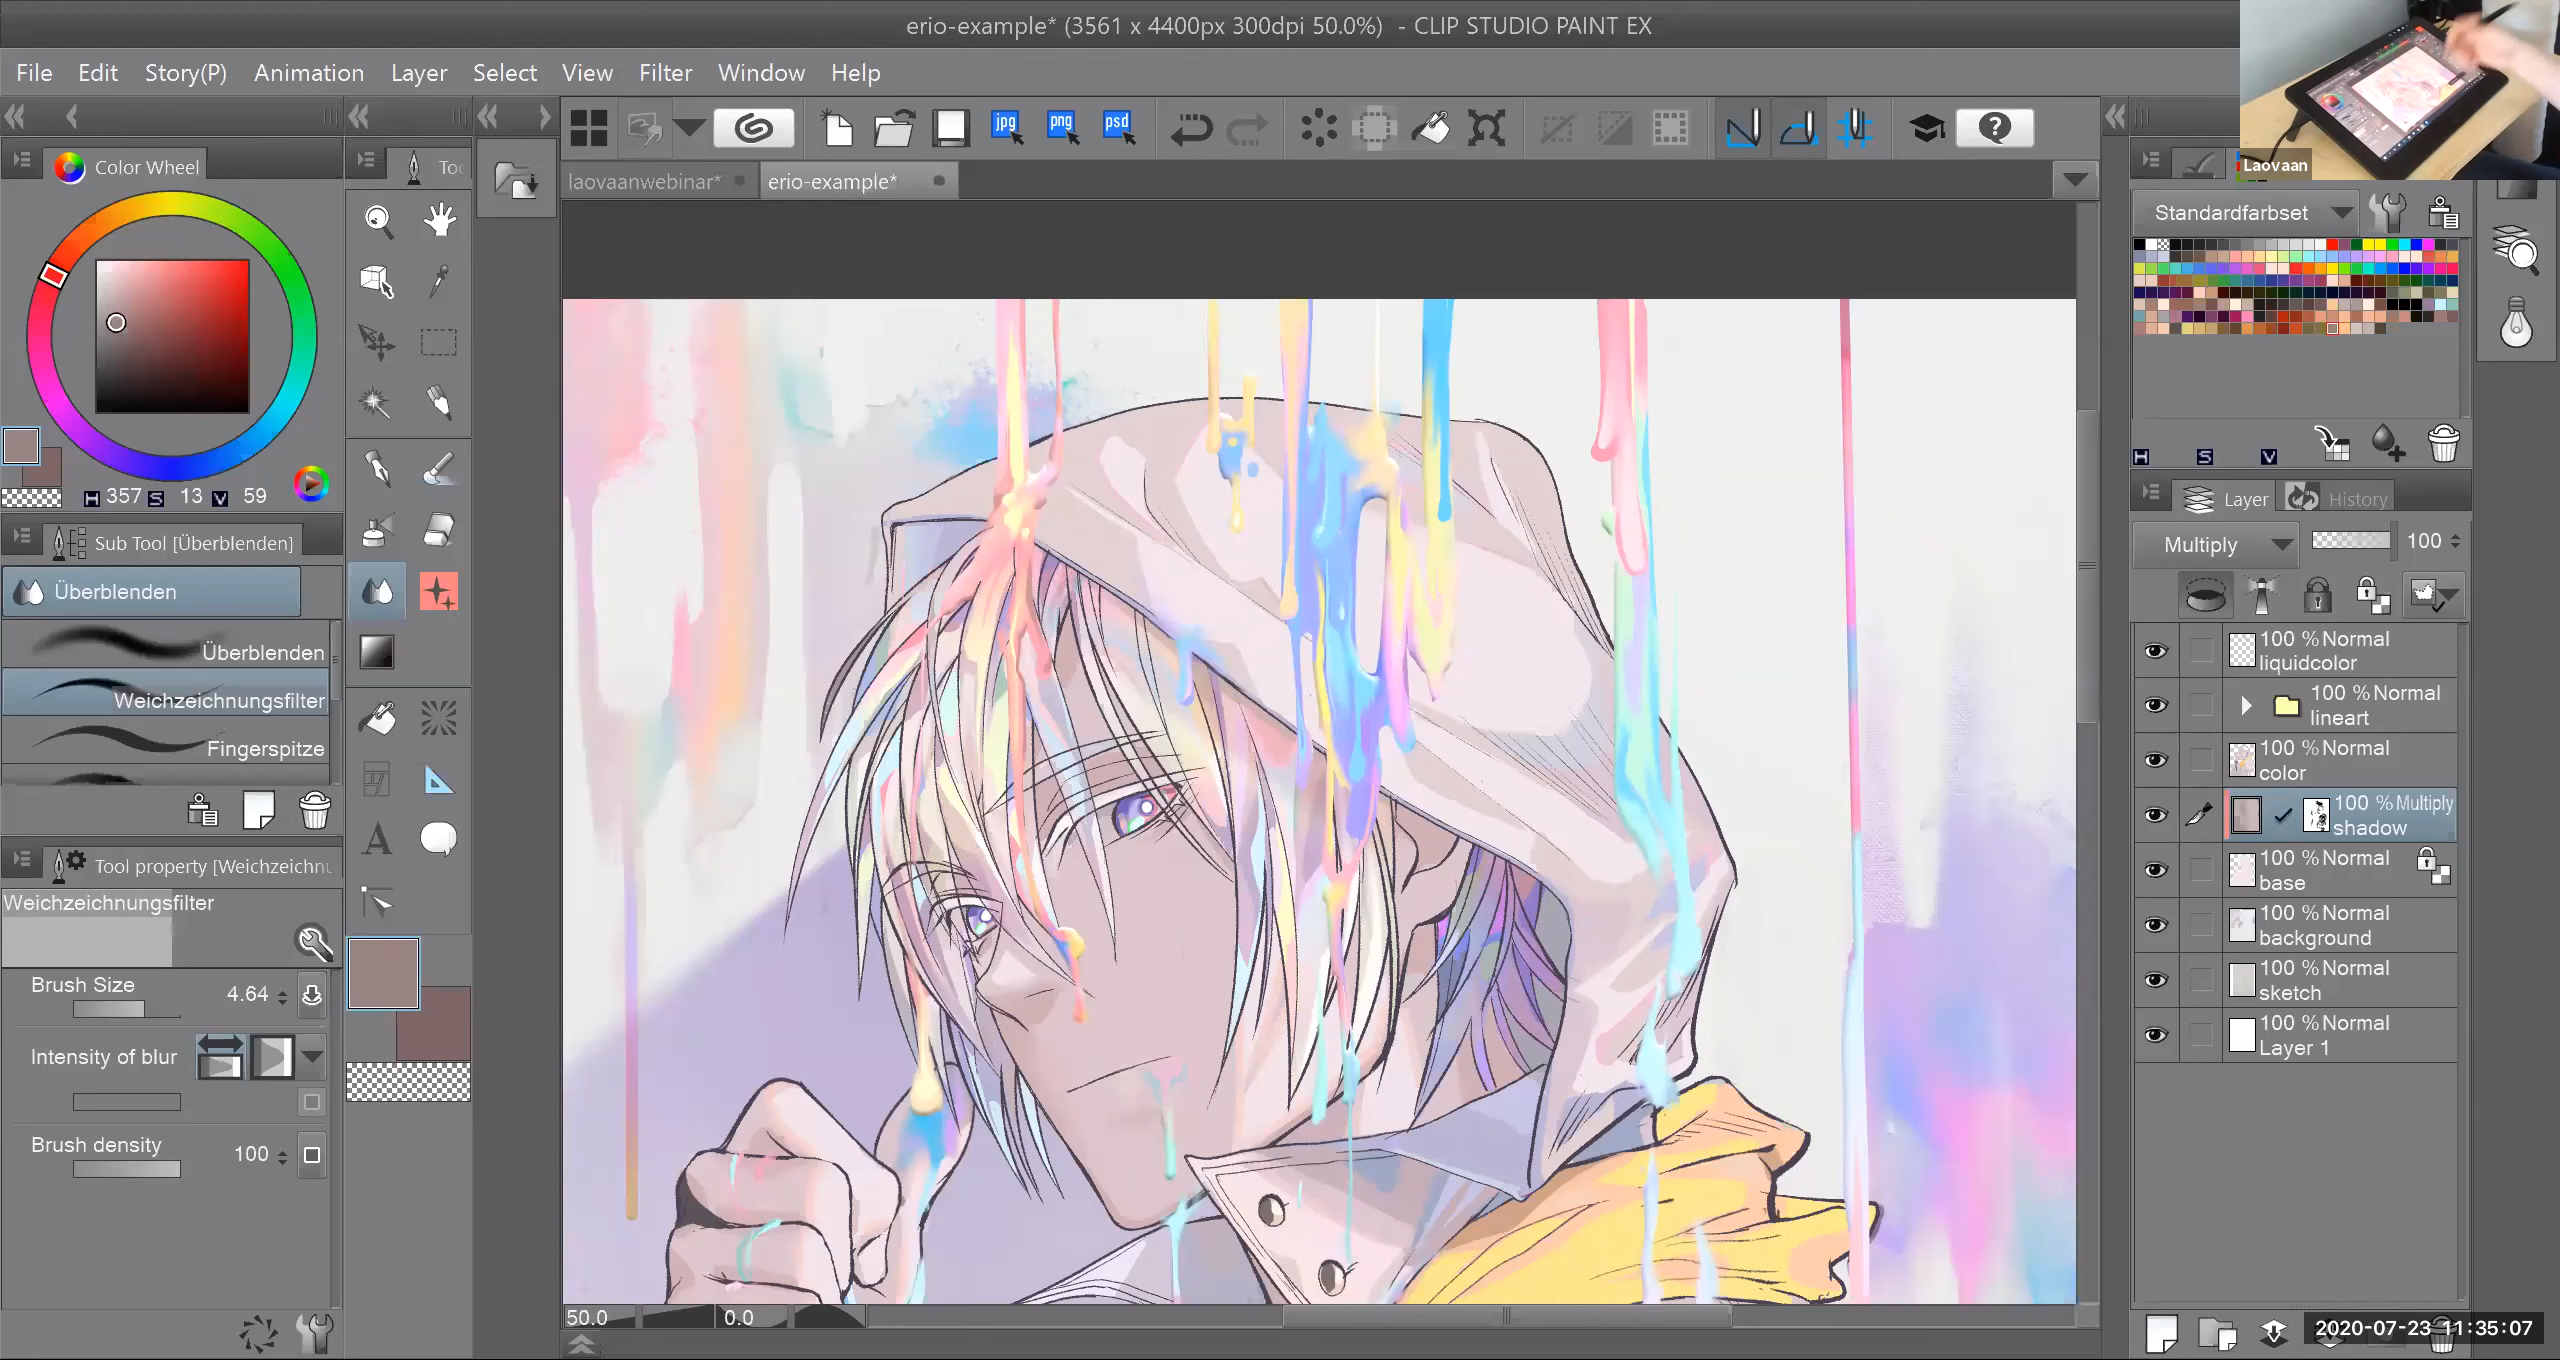 erio-example* (3561 x 4400px 300dpi 50.0%) - CLIP STUDIO PAINT EX
File Edit Story(P) Animation Layer Select View Filter Window Help
jpg png psd
Laovaan
Color Wheel
Too
laovaanwebinar* erio-example*
Standardfarbset
H 357 S 13 V 59
H S V
Layer History
Sub Tool [Überblenden]
Multiply 100
Überblenden
Überblenden
Weichzeichnungsfilter
Fingerspitze
100 %Normal
liquidcolor
100 %Normal
lineart
100 %Normal
color
100 %Multiply
shadow
100 %Normal
base
100 %Normal
background
100 %Normal
sketch
100 %Normal
Layer 1
A
Tool property [Weichzeichnu
Weichzeichnungsfilter
Brush Size 4.64
Intensity of blur
Brush density 100
50.0 0.0
2020-07-23 11:35:07